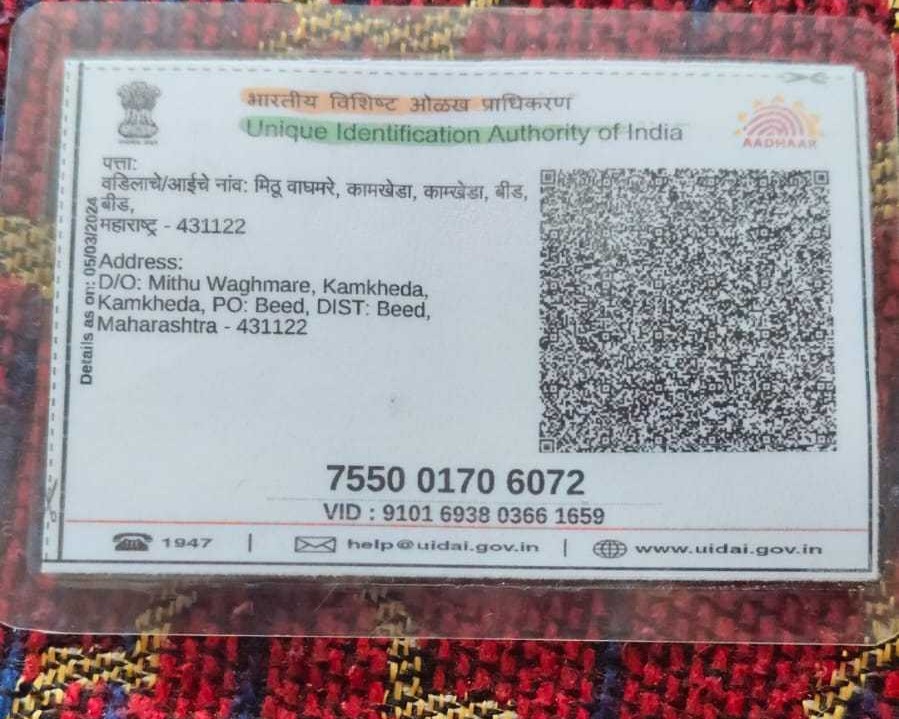 भारतीय विशिष्ट ओळख प्राधिकरण
Unique Identification Authority of India
AADHAAR
पत्ता:
वडिलाचे/आईचे नांव: मिठू वाघमरे, कामखेडा, काम्खेडा, बीड,
बीड,
महाराष्ट्र - 431122
Address:
D/O: Mithu Waghmare, Kamkheda,
Kamkheda, PO: Beed, DIST: Beed,
Maharashtra - 431122
Details as on: 05/03/2024
7550 0170 6072
VID : 9101 6938 0366 1659
1947 | help@uidai.gov.in | www.uidai.gov.in